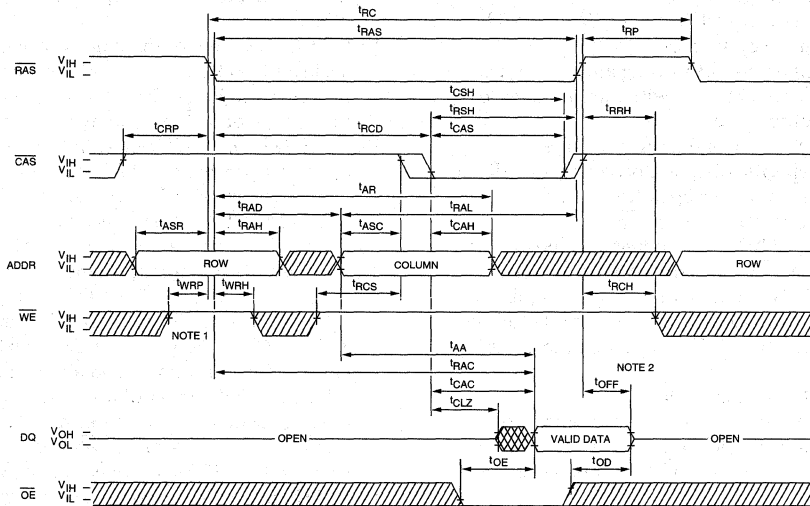 tRC
tRAS
tRP
RAS
VIH
VIL
tCSH
tRSH
tRRH
tCRP
tRCD
tCAS
CAS
VIH
VIL
tAR
tRAD
tRAL
tASR
tRAH
tASC
tCAH
ADDR
VIH
VIL
ROW
COLUMN
ROW
tWRP
tWRH
tRCS
tRCH
WE
VIH
VIL
NOTE 1
tAA
tRAC
NOTE 2
tCAC
tOFF
tCLZ
DQ
VOH
VOL
OPEN
VALID DATA
OPEN
tOE
tOD
OE
VIH
VIL